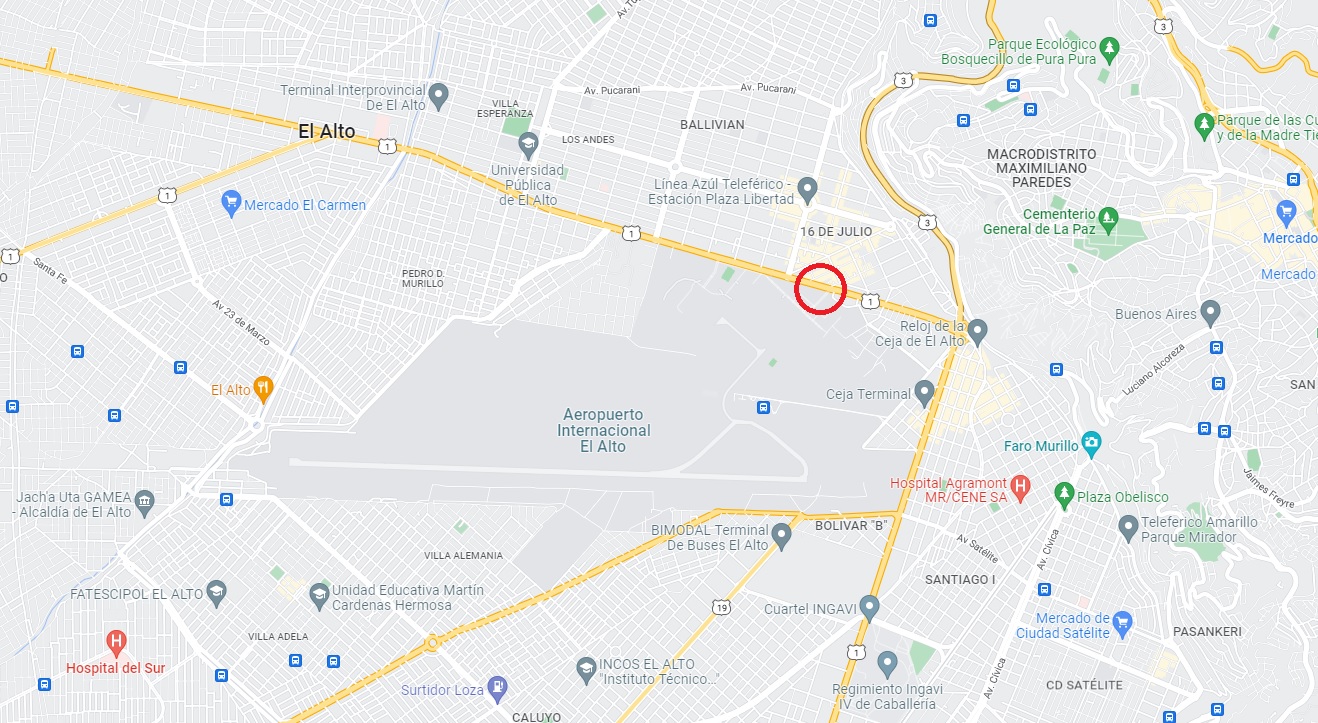 Av. Tu
3
Parque Ecológico
Bosquecillo de Pura Pura
3
Terminal Interprovincial
De El Alto
VILLA
ESPERANZA
Av. Pucarani
Av. Pucarani
BALLIVIAN
El Alto
1
LOS ANDES
Parque de las Cu
y de la Madre Tie
MACRODISTRITO
MAXIMILIANO
PAREDES
Universidad
Pública
de El Alto
Línea Azúl Teleférico -
Estación Plaza Libertad
1
Mercado El Carmen
Cementerio
General de La Paz
3
16 DE JULIO
1
Mercado
1
O
Santa Fe
PEDRO D.
MURILLO
Mercado
Av 23 de Marzo
1
Buenos Aires
Reloj de la
Ceja de El Alto
Luciano Alcoreza
El Alto
Ceja Terminal
SAN
Aeropuerto
Internacional
El Alto
Faro Murillo
Hospital Agramont
MR/CENE SA
Jaimes Freyre
Jach'a Uta GAMEA
- Alcaldía de El Alto
Plaza Obelisco
BIMODAL Terminal
De Buses El Alto
BOLIVAR "B"
Teleferico Amarillo
Parque Mirador
VILLA ALEMANIA
Av Satélite
Av. Cívica
SANTIAGO I
FATESCIPOL EL ALTO
Unidad Educativa Martín
Cardenas Hermosa
19
Cuartel INGAVI
Mercado de
Ciudad Satélite
PASANKERI
VILLA ADELA
1
Hospital del Sur
INCOS EL ALTO
"Instituto Técnico..."
Surtidor Loza
Regimiento Ingavi
IV de Caballería
Av. Cívica
CD SATÉLITE
CALUYO